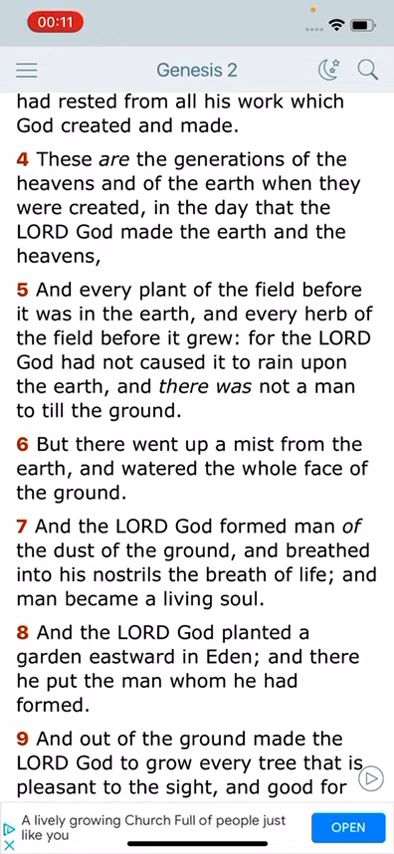 00:11
Genesis 2
had rested from all his work which
God created and made.
4 These are the generations of the
heavens and of the earth when they
were created, in the day that the
LORD God made the earth and the
heavens,
5 And every plant of the field before
it was in the earth, and every herb of
the field before it grew: for the LORD
God had not caused it to rain upon
the earth, and there was not a man
to till the ground.
6 But there went up a mist from the
earth, and watered the whole face of
the ground.
7 And the LORD God formed man of
the dust of the ground, and breathed
into his nostrils the breath of life; and
man became a living soul.
8 And the LORD God planted a
garden eastward in Eden; and there
he put the man whom he had
formed.
9 And out of the ground made the
LORD God to grow every tree that is
pleasant to the sight, and good for
A lively growing Church Full of people just
like you
OPEN